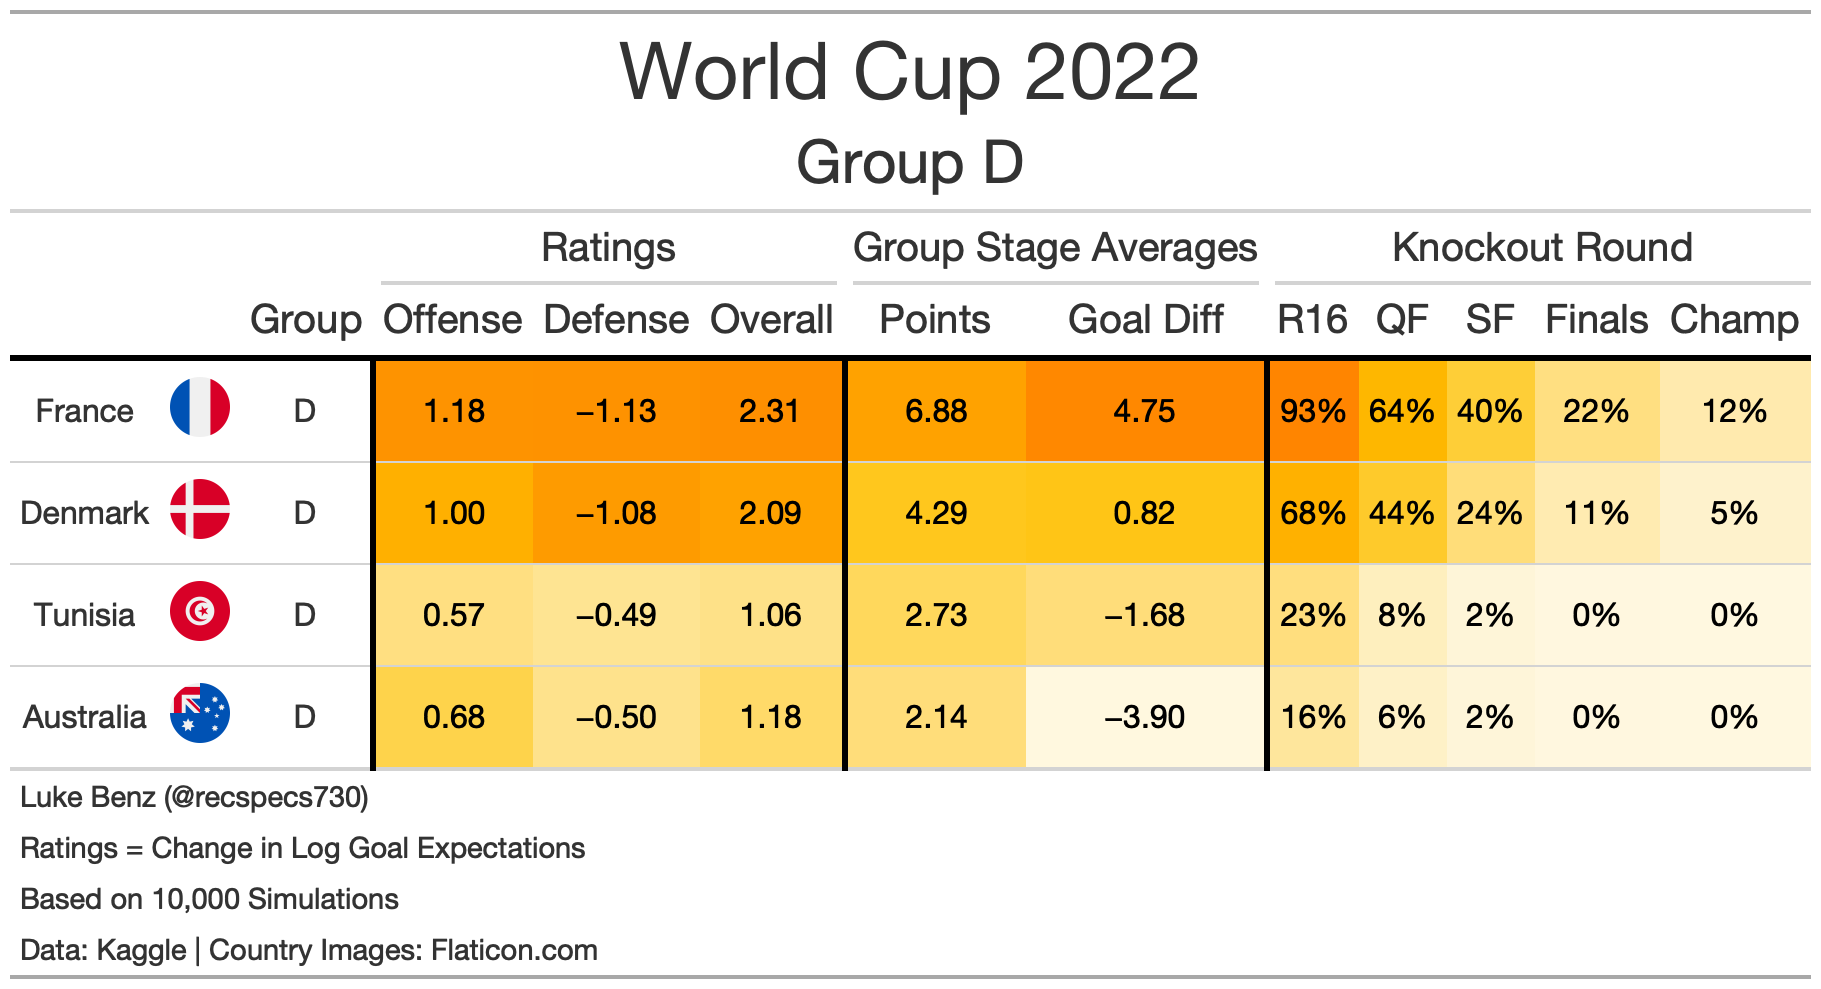 World Cup 2022
Group D
Ratings Group Stage Averages Knockout Round
Group Offense Defense Overall Points Goal Diff R16 QF SF Finals Champ
France D 1.18 −1.13 2.31 6.88 4.75 93% 64% 40% 22% 12%
Denmark D 1.00 −1.08 2.09 4.29 0.82 68% 44% 24% 11% 5%
Tunisia D 0.57 −0.49 1.06 2.73 −1.68 23% 8% 2% 0% 0%
Australia D 0.68 −0.50 1.18 2.14 −3.90 16% 6% 2% 0% 0%
Luke Benz (@recspecs730)
Ratings = Change in Log Goal Expectations
Based on 10,000 Simulations
Data: Kaggle | Country Images: Flaticon.com